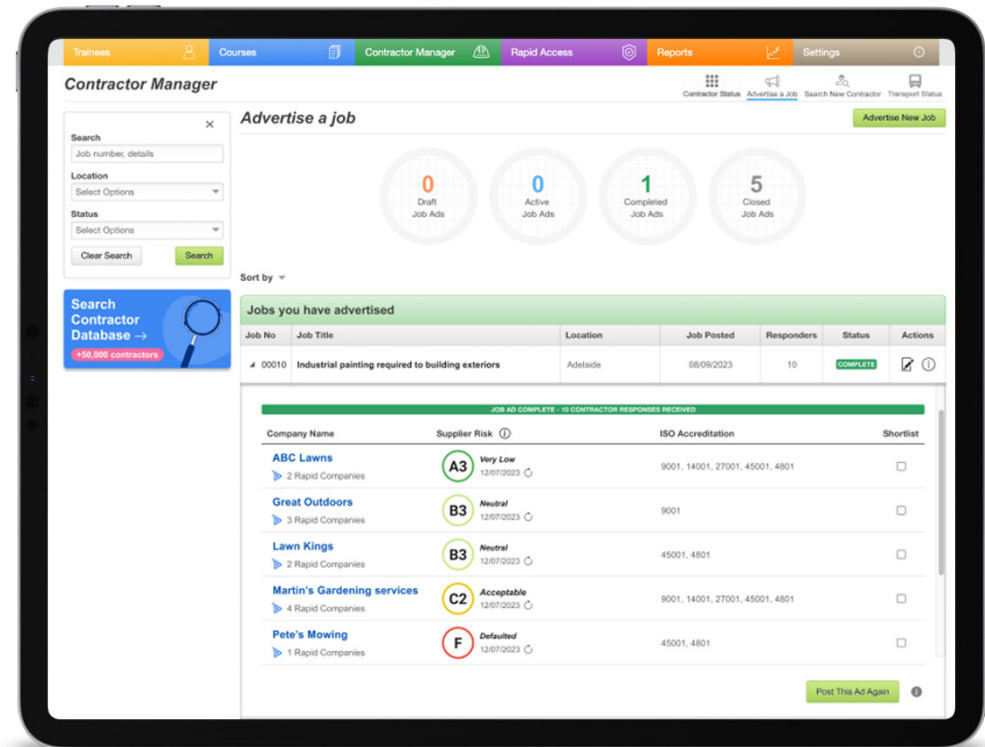 Trainees
Courses
Contractor Manager
Rapid Access
Reports
Settings
Contractor Manager
Contractor Status
Advertise a Job
Search New Contractor
Transport Status
Search
Job number, details
Location
Select Options
Status
Select Options
Clear Search
Search
Search
Contractor
Database →
+50,000 contractors
Advertise a job
Advertise New Job
0
Draft
Job Ads
0
Active
Job Ads
1
Completed
Job Ads
5
Closed
Job Ads
Sort by
Jobs you have advertised
Job No Job Title Location Job Posted Responders Status Actions
00010 Industrial painting required to building exteriors Adelaide 08/09/2023 10 COMPLETE
JOB AD COMPLETE - 10 CONTRACTOR RESPONSES RECEIVED
Company Name Supplier Risk ISO Accreditation Shortlist
ABC Lawns
2 Rapid Companies
A3
Very Low
12/07/2023
9001, 14001, 27001, 45001, 4801
Great Outdoors
3 Rapid Companies
B3
Neutral
12/07/2023
9001
Lawn Kings
2 Rapid Companies
B3
Neutral
12/07/2023
45001, 4801
Martin's Gardening services
4 Rapid Companies
C2
Acceptable
12/07/2023
9001, 14001, 27001, 45001, 4801
Pete's Mowing
1 Rapid Companies
F
Defaulted
12/07/2023
45001, 4801
Post This Ad Again